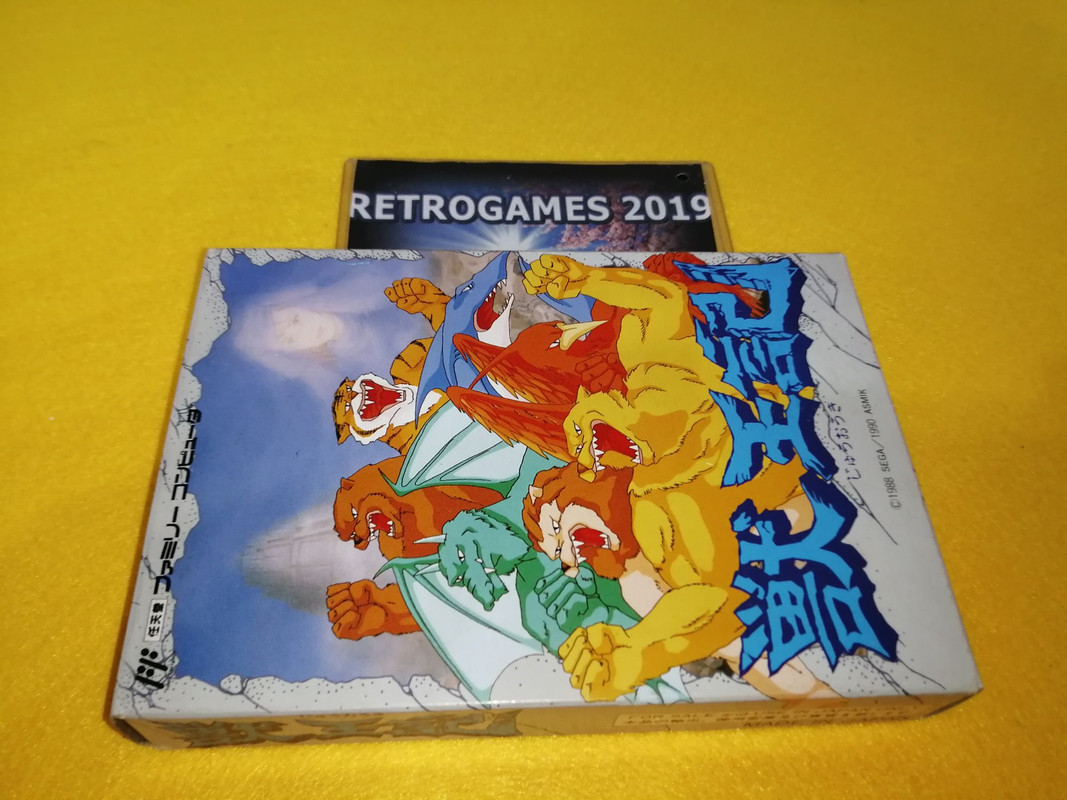 RETROGAMES 2019
任天堂 ファミリーコンピュータ
獣王記
じゅうおうき
©1988 SEGA/1990 ASMIK